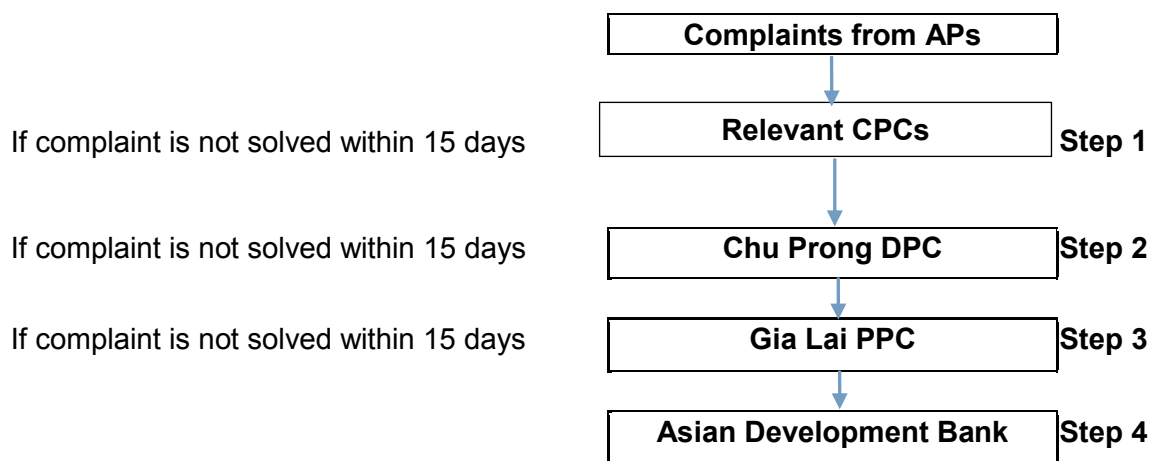 Complaints from APs
If complaint is not solved within 15 days Relevant CPCs Step 1
If complaint is not solved within 15 days Chu Prong DPC Step 2
If complaint is not solved within 15 days Gia Lai PPC Step 3
Asian Development Bank Step 4